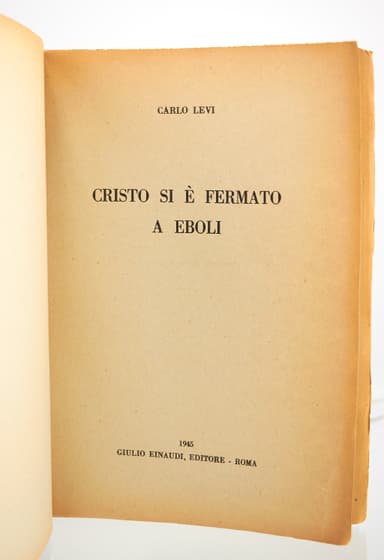 CARLO LEVI
CRISTO SI È FERMATO
A EBOLI
1945
GIULIO EINAUDI, EDITORE - ROMA